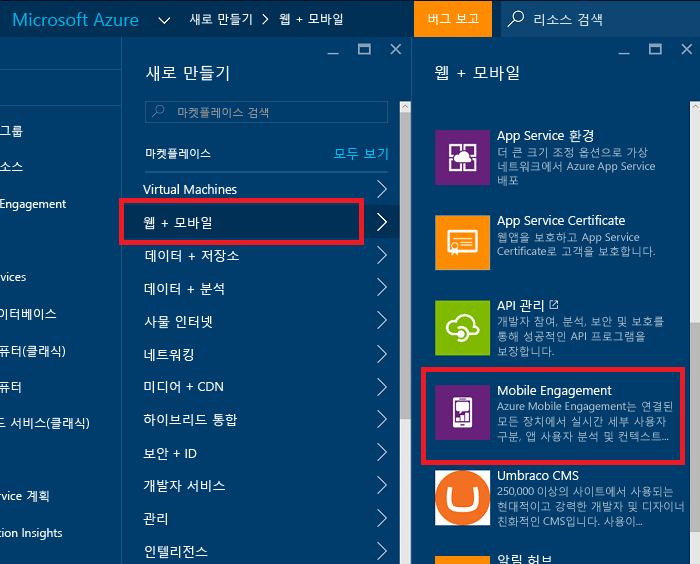 Microsoft Azure
새로 만들기 > 웹 + 모바일
버그 보고
리소스 검색
그룹
소스
Engagement
vices
이터베이스
퓨터(클래식)
퓨터
드 서비스(클래식)
vice 계획
tion Insights
새로 만들기
마켓플레이스 검색
마켓플레이스
모두 보기
Virtual Machines
웹 + 모바일
데이터 + 저장소
데이터 + 분석
사물 인터넷
네트워킹
미디어 + CDN
하이브리드 통합
보안 + ID
개발자 서비스
관리
인텔리전스
웹 + 모바일
App Service 환경
더 큰 크기 조정 옵션으로 가상
네트워크에서 Azure App Service
배포
App Service Certificate
웹앱을 보호하고 App Service
Certificate로 고객을 보호합니다.
API 관리
개발자 참여, 분석, 보안 및 보호를
통해 성공적인 API 프로그램을
보장합니다.
Mobile Engagement
Azure Mobile Engagement는 연결된
모든 장치에서 실시간 세부 사용자
구분, 앱 사용자 분석 및 컨텍스트...
Umbraco CMS
250,000 이상의 사이트에서 사용되는
현대적이고 강력한 개발자 및 디자이너
친화적인 CMS입니다. 사용이...
알림 허브